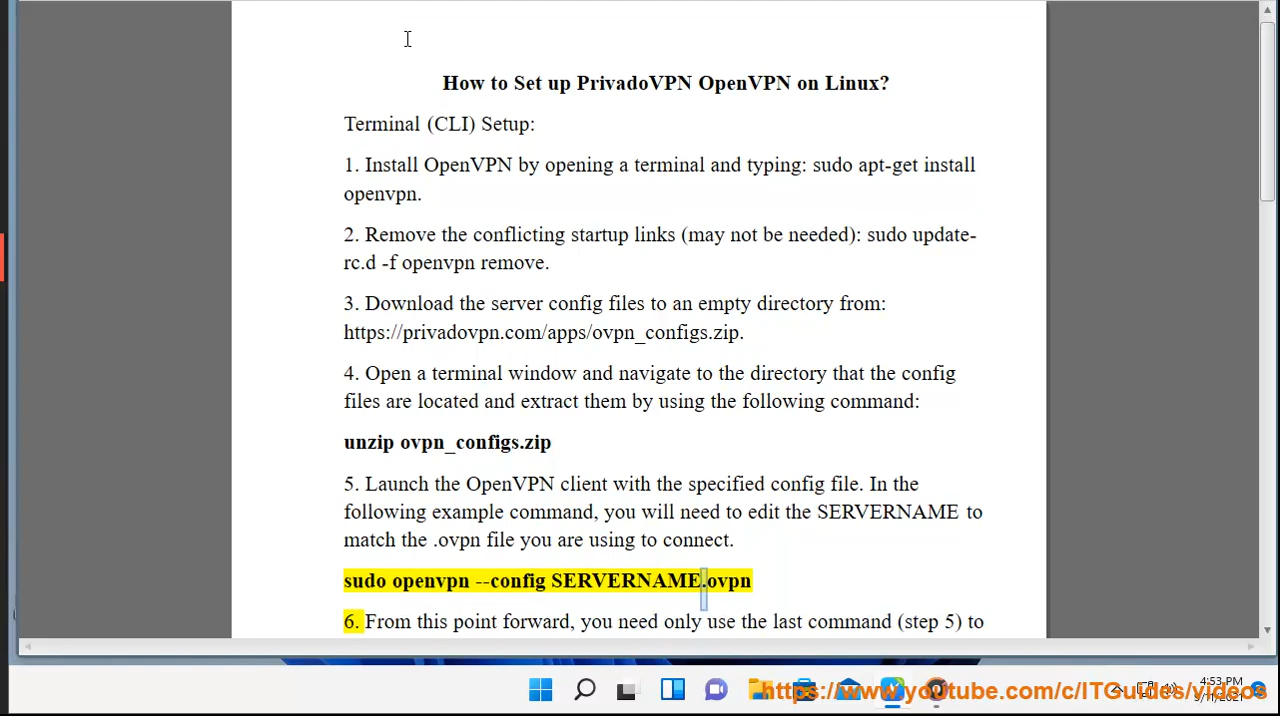 How to Set up PrivadoVPN OpenVPN on Linux?
Terminal (CLI) Setup:
1. Install OpenVPN by opening a terminal and typing: sudo apt-get install
openvpn.
2. Remove the conflicting startup links (may not be needed): sudo update-
rc.d -f openvpn remove.
3. Download the server config files to an empty directory from:
https://privadovpn.com/apps/ovpn_configs.zip.
4. Open a terminal window and navigate to the directory that the config
files are located and extract them by using the following command:
unzip ovpn_configs.zip
5. Launch the OpenVPN client with the specified config file. In the
following example command, you will need to edit the SERVERNAME to
match the .ovpn file you are using to connect.
sudo openvpn --config SERVERNAME.ovpn
6. From this point forward, you need only use the last command (step 5) to
4:53 PM
https://www.youtube.com/c/ITGuides/videos